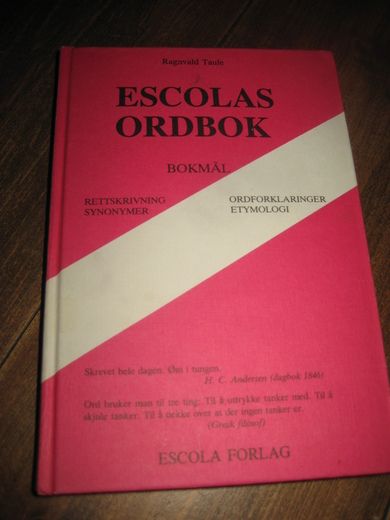 Ragnvald Taule
ESCOLAS
ORDBOK
BOKMÅL
RETTSKRIVNING ORDFORKLARINGER
SYNONYMER ETYMOLOGI
Skrevet hele dagen. Øm i tungen.
H. C. Andersen (dagbok 1846)
Ord bruker man til tre ting: Til å uttrykke tanker med. Til å
skjule tanker. Til å dekke over at der ingen tanker er.
(Gresk filosof)
ESCOLA FORLAG